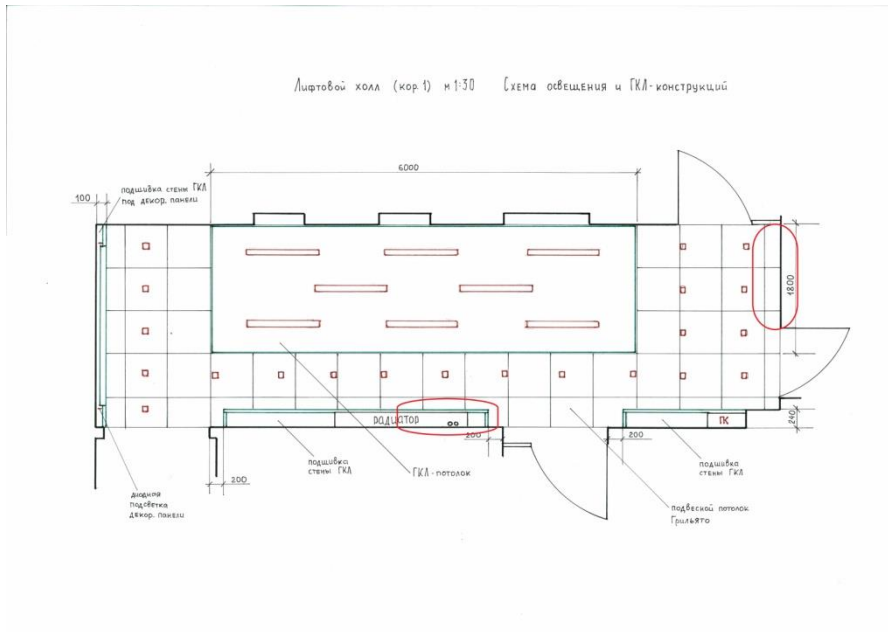 Лифтовой холл (кор.1) м 1:30 Схема освещения и ГКЛ-конструкций
6000
100
подшивка стены ГКЛ
под декор. панели
1800
радиатор
ГК
240
200
200
подшивка
стены ГКЛ
ГКЛ-потолок
подшивка
стены ГКЛ
200
диодная
подсветка
декор. панели
подвесной потолок
Грильято